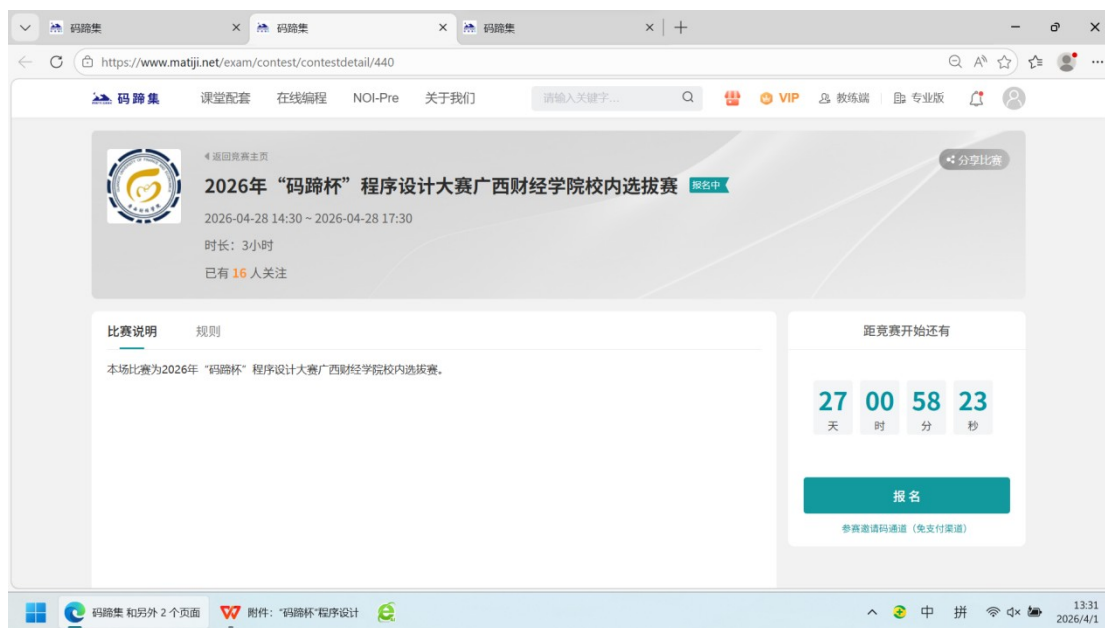 码蹄集
码蹄集
码蹄集
https://www.matiji.net/exam/contest/contestdetail/440
码蹄集 课堂配套 在线编程 NOI-Pre 关于我们 请输入关键字... VIP 教练端 专业版
返回竞赛主页
分享比赛
2026年“码蹄杯”程序设计大赛广西财经学院校内选拔赛 报名中
2026-04-28 14:30 ~ 2026-04-28 17:30
时长：3小时
已有 16 人关注
比赛说明 规则
本场比赛为2026年“码蹄杯”程序设计大赛广西财经学院校内选拔赛。
距竞赛开始还有
27 00 58 23
天 时 分 秒
报名
参赛邀请码通道（免支付渠道）
码蹄集 和另外 2 个页面 附件：“码蹄杯”程序设计 中 拼 13:31
2026/4/1